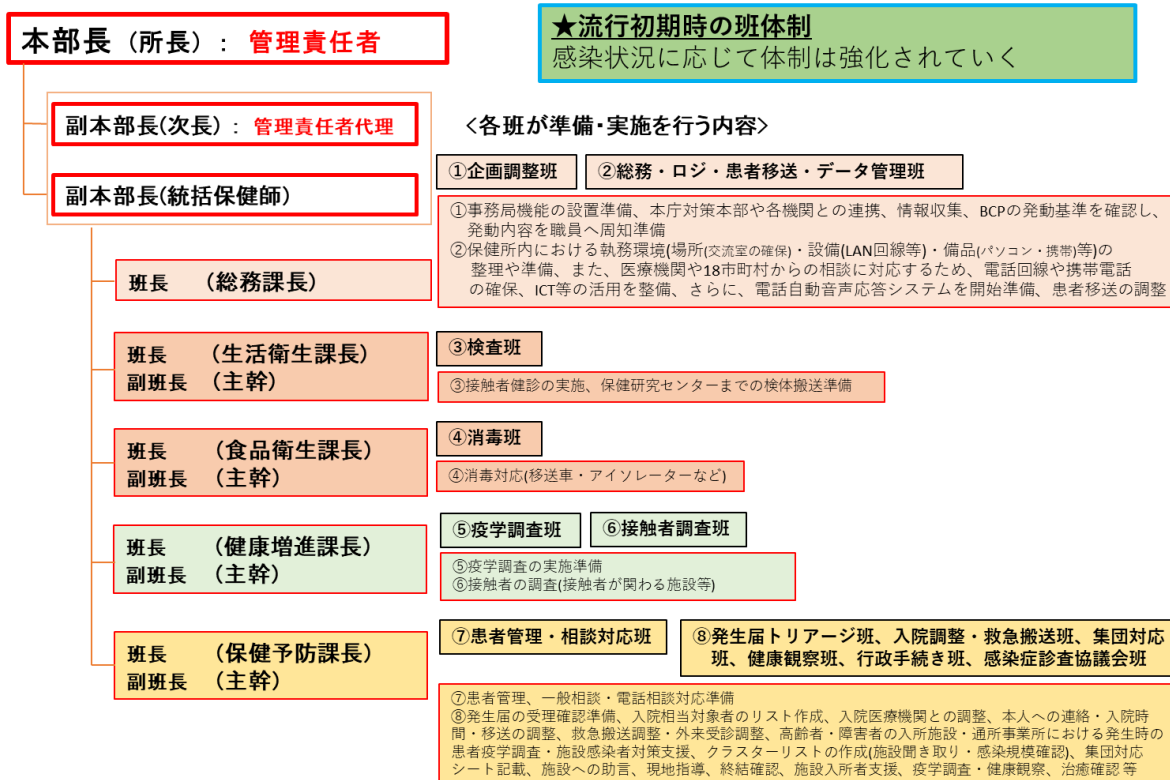 本部長（所長）： 管理責任者
★流行初期時の班体制
感染状況に応じて体制は強化されていく
副本部長(次長)： 管理責任者代理
副本部長(統括保健師)
＜各班が準備・実施を行う内容＞
①企画調整班
②総務・ロジ・患者移送・データ管理班
①事務局機能の設置準備、本庁対策本部や各機関との連携、情報収集、BCPの発動基準を確認し、
発動内容を職員へ周知準備
②保健所内における執務環境(場所(交流室の確保)・設備(LAN回線等)・備品(パソコン・携帯)等)の
整理や準備、また、医療機関や18市町村からの相談に対応するため、電話回線や携帯電話
の確保、ICT等の活用を整備、さらに、電話自動音声応答システムを開始準備、患者移送の調整
班長 （総務課長）
班長 （生活衛生課長）
副班長 （主幹）
③検査班
③接触者健診の実施、保健研究センターまでの検体搬送準備
班長 （食品衛生課長）
副班長 （主幹）
④消毒班
④消毒対応(移送車・アイソレーターなど)
班長 （健康増進課長）
副班長 （主幹）
⑤疫学調査班
⑥接触者調査班
⑤疫学調査の実施準備
⑥接触者の調査(接触者が関わる施設等)
班長 （保健予防課長）
副班長 （主幹）
⑦患者管理・相談対応班
⑧発生届トリアージ班、入院調整・救急搬送班、集団対応
班、健康観察班、行政手続き班、感染症診査協議会班
⑦患者管理、一般相談・電話相談対応準備
⑧発生届の受理確認準備、入院相当対象者のリスト作成、入院医療機関との調整、本人への連絡・入院時
間・移送の調整、救急搬送調整・外来受診調整、高齢者・障害者の入所施設・通所事業所における発生時の
患者疫学調査・施設感染者対策支援、クラスターリストの作成(施設聞き取り・感染規模確認)、集団対応
シート記載、施設への助言、現地指導、終結確認、施設入所者支援、疫学調査・健康観察、治癒確認 等